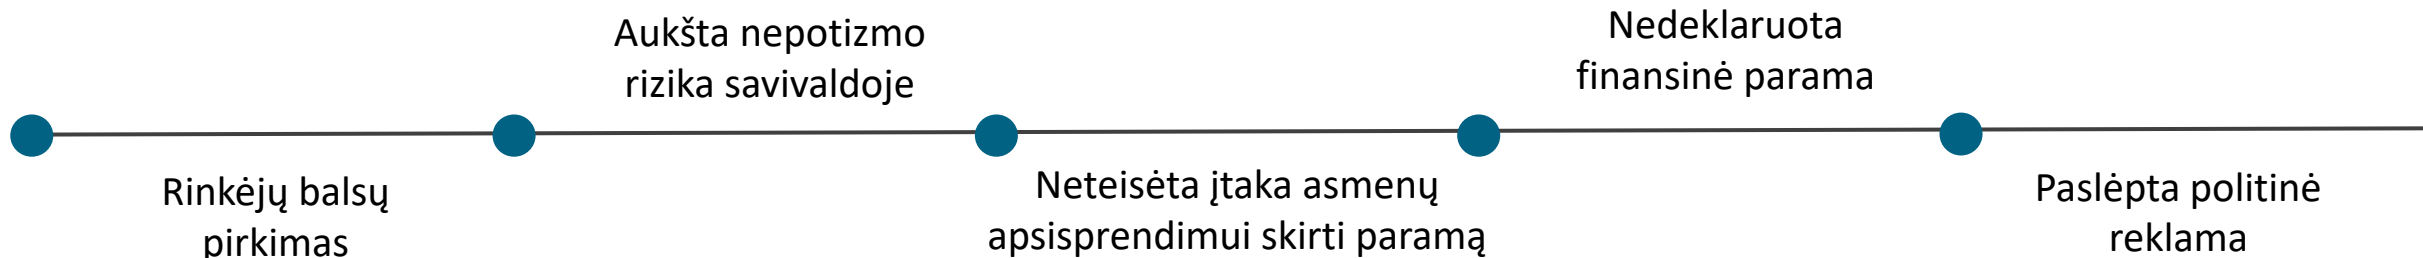 Rinkėjų balsų
pirkimas
Aukšta nepotizmo
rizika savivaldoje
Neteisėta įtaka asmenų
apsisprendimui skirti paramą
Nedeklaruota
finansinė parama
Paslėpta politinė
reklama